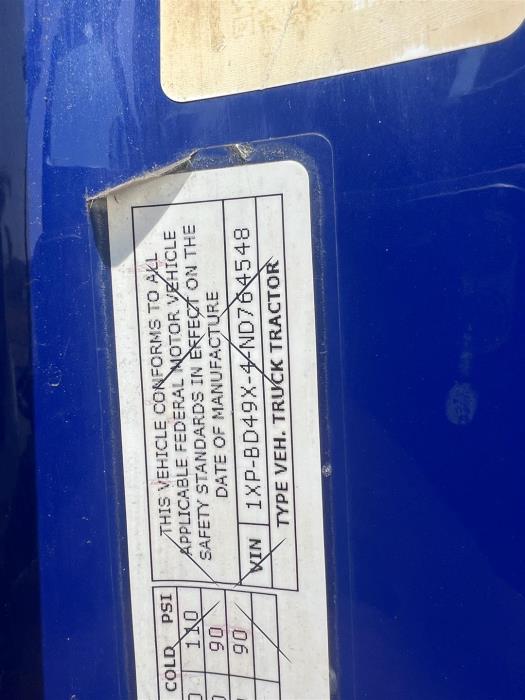 THIS VEHICLE CONFORMS TO ALL
APPLICABLE FEDERAL MOTOR VEHICLE
SAFETY STANDARDS IN EFFECT ON THE
DATE OF MANUFACTURE
VIN 1XP-BD49X-4-ND764548
TYPE VEH. TRUCK TRACTOR
COLD PSI
110
90
90